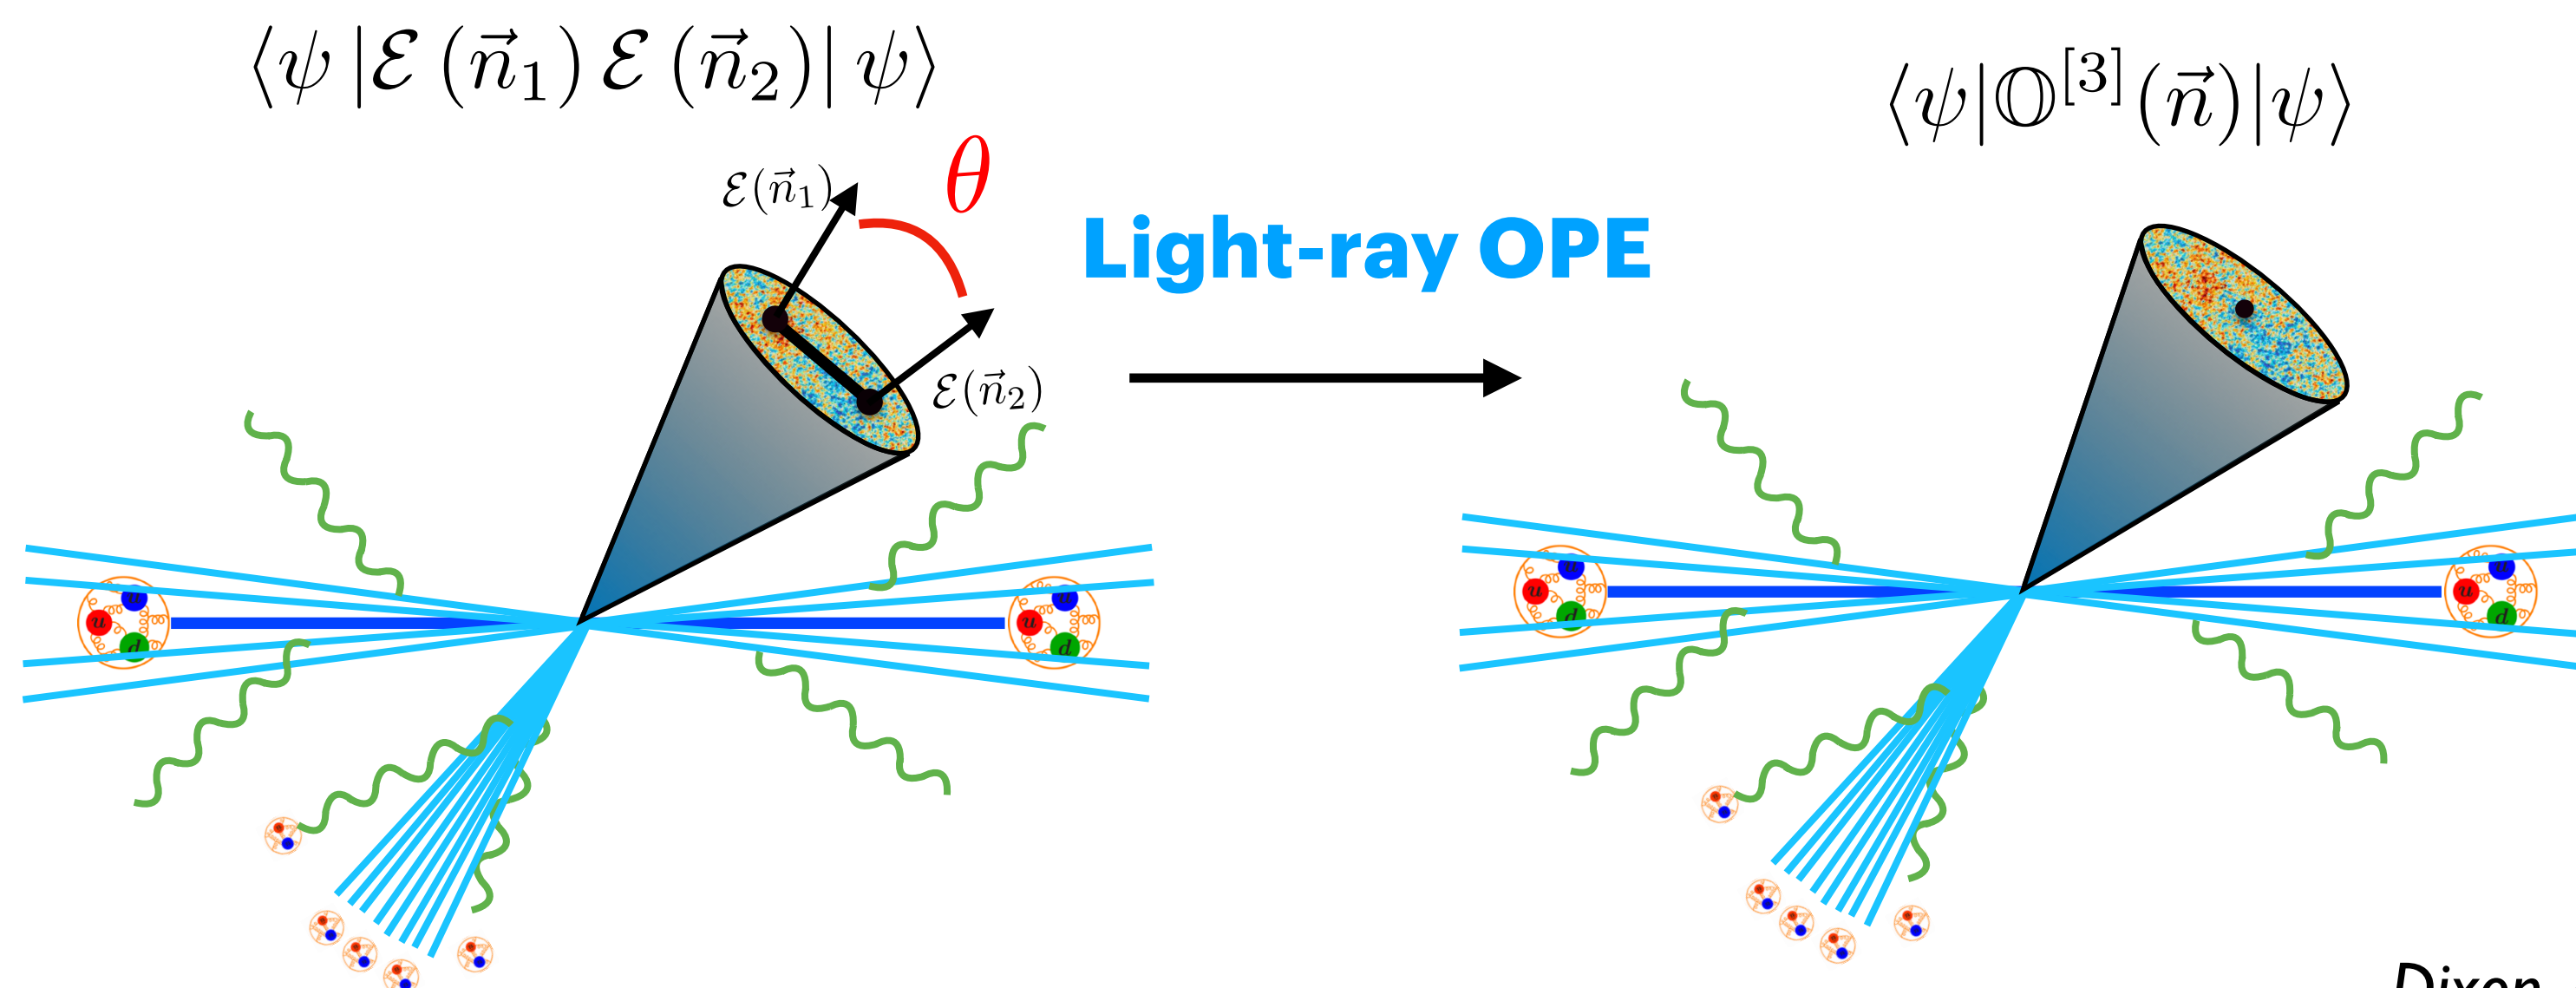 ⟨ψ|ℰ(n⃗₁)ℰ(n⃗₂)|ψ⟩
⟨ψ|𝕆^[3](n⃗)|ψ⟩
ℰ(n⃗₁)
θ
Light-ray OPE
ℰ(n⃗₂)
u
u
d
u
u
d
u
u
d
u
u
d